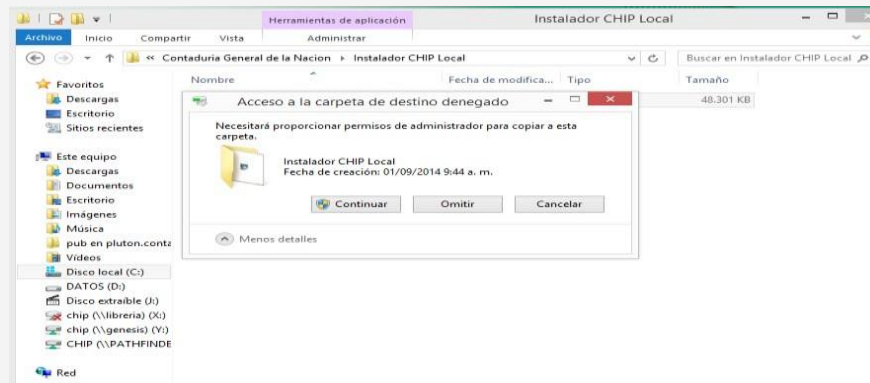 Herramientas de aplicación
Instalador CHIP Local
Archivo Inicio Compartir Vista Administrar
« Contaduria General de la Nacion ▸ Instalador CHIP Local
Buscar en Instalador CHIP Local
Nombre Fecha de modifica... Tipo Tamaño
48.301 KB
Favoritos
Descargas
Escritorio
Sitios recientes
Este equipo
Descargas
Documentos
Escritorio
Imágenes
Música
pub en pluton.conta
Vídeos
Disco local (C:)
DATOS (D:)
Disco extraíble (J:)
chip (\\libreria) (X:)
chip (\\genesis) (Y:)
CHIP (\\PATHFINDE
Red
Acceso a la carpeta de destino denegado
Necesitará proporcionar permisos de administrador para copiar a esta
carpeta.
Instalador CHIP Local
Fecha de creación: 01/09/2014 9:44 a. m.
Continuar Omitir Cancelar
Menos detalles